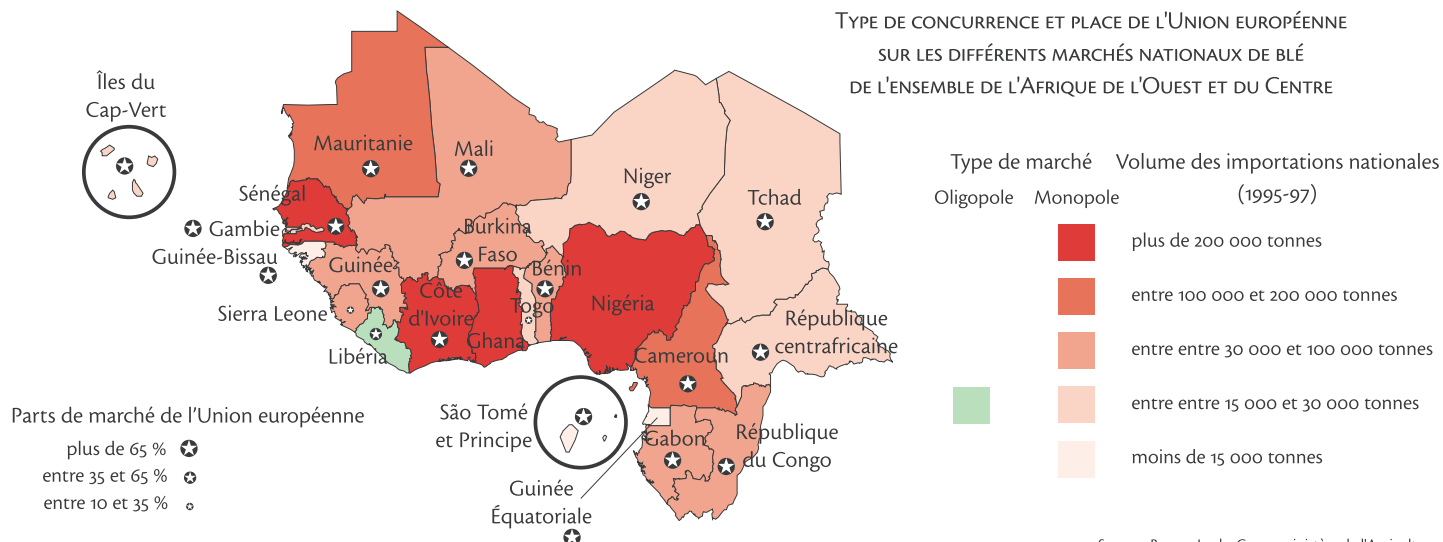 TYPE DE CONCURRENCE ET PLACE DE L'UNION EUROPÉENNE
SUR LES DIFFÉRENTS MARCHÉS NATIONAUX DE BLÉ
DE L'ENSEMBLE DE L'AFRIQUE DE L'OUEST ET DU CENTRE
Îles du
Cap-Vert
Mauritanie
Mali
Niger
Tchad
Sénégal
Gambie
Guinée-Bissau
Guinée
Burkina
Faso
Bénin
Côte
d'Ivoire
Togo
Nigéria
Sierra Leone
Ghana
Libéria
Cameroun
République
centrafricaine
São Tomé
et Principe
Gabon
République
du Congo
Guinée
Équatoriale
Type de marché
Oligopole
Monopole
Volume des importations nationales
(1995-97)
plus de 200 000 tonnes
entre 100 000 et 200 000 tonnes
entre entre 30 000 et 100 000 tonnes
entre entre 15 000 et 30 000 tonnes
moins de 15 000 tonnes
Parts de marché de l'Union européenne
plus de 65 %
entre 35 et 65 %
entre 10 et 35 %